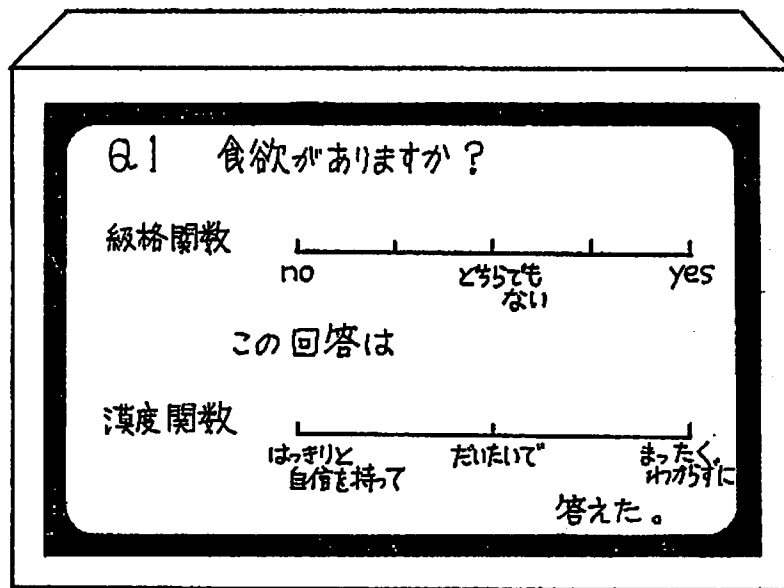 Q1 食欲がありますか?
級格関数
no どちらでも yes
ない
この回答は
漠度関数
はっきりと だいたいで まったく
自信を持って わからずに
答えた。